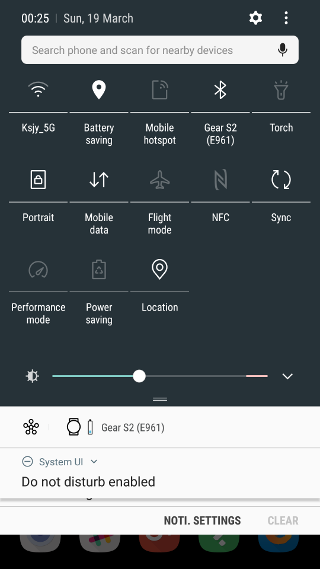 00:25 | Sun, 19 March
Search phone and scan for nearby devices
Ksjy_5G
Battery
saving
Mobile
hotspot
Gear S2
(E961)
Torch
Portrait
Mobile
data
Flight
mode
NFC
Sync
Performance
mode
Power
saving
Location
Gear S2 (E961)
System UI
Do not disturb enabled
NOTI. SETTINGS
CLEAR